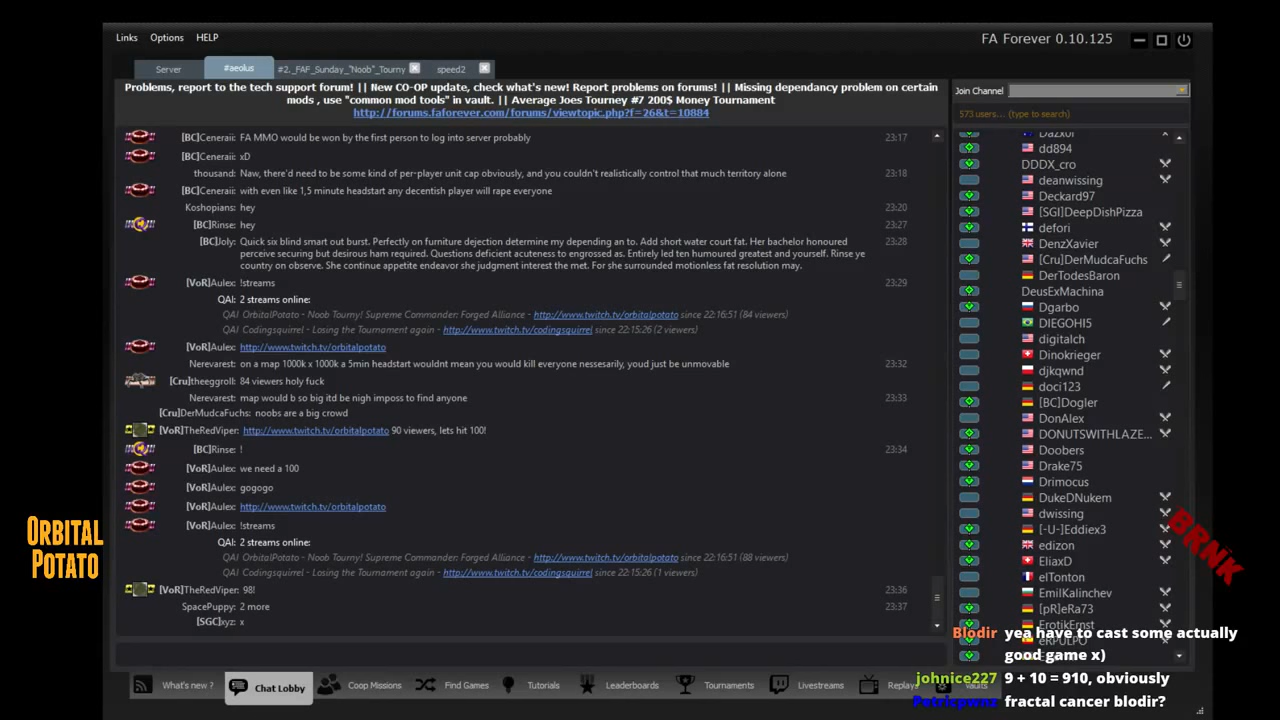 Links Options HELP FA Forever 0.10.125
Server #aeolus #2._FAF_Sunday_"Noob"_Tourny speed2
Problems, report to the tech support forum! || New CO-OP update, check what's new! Report problems on forums! || Missing dependancy problem on certain
mods , use "common mod tools" in vault. || Average Joes Tourney #7 200$ Money Tournament
http://forums.faforever.com/forums/viewtopic.php?f=26&t=10884
[BC]Ceneraii: FA MMO would be won by the first person to log into server probably 23:17
[BC]Ceneraii: xD
thousand: Naw, there'd need to be some kind of per-player unit cap obviously, and you couldn't realistically control that much territory alone 23:18
[BC]Ceneraii: with even like 1,5 minute headstart any decentish player will rape everyone
Koshopians: hey 23:20
[BC]Rinse: hey 23:27
[BC]Joly: Quick six blind smart out burst. Perfectly on furniture dejection determine my depending an to. Add short water court fat. Her bachelor honoured 23:28
perceive securing but desirous ham required. Questions deficient acuteness to engrossed as. Entirely led ten humoured greatest and yourself. Rinse ye
country on observe. She continue appetite endeavor she judgment interest the met. For she surrounded motionless fat resolution may.
[VoR]Aulex: !streams 23:29
QAI: 2 streams online:
QAI OrbitalPotato - Noob Tourny! Supreme Commander: Forged Alliance - http://www.twitch.tv/orbitalpotato since 22:16:51 (84 viewers)
QAI Codingsquirrel - Losing the Tournament again - http://www.twitch.tv/codingsquirrel since 22:15:26 (2 viewers)
[VoR]Aulex: http://www.twitch.tv/orbitalpotato
Nerevarest: on a map 1000k x 1000k a 5min headstart wouldnt mean you would kill everyone nessesarily, youd just be unmovable 23:32
[Cru]theeggroll: 84 viewers holy fuck
Nerevarest: map would b so big itd be nigh imposs to find anyone 23:33
[Cru]DerMudcaFuchs: noobs are a big crowd
[VoR]TheRedViper: http://www.twitch.tv/orbitalpotato 90 viewers, lets hit 100!
[BC]Rinse: ! 23:34
[VoR]Aulex: we need a 100
[VoR]Aulex: gogogo
[VoR]Aulex: http://www.twitch.tv/orbitalpotato
[VoR]Aulex: !streams
QAI: 2 streams online:
QAI OrbitalPotato - Noob Tourny! Supreme Commander: Forged Alliance - http://www.twitch.tv/orbitalpotato since 22:16:51 (88 viewers)
QAI Codingsquirrel - Losing the Tournament again - http://www.twitch.tv/codingsquirrel since 22:15:26 (1 viewers)
[VoR]TheRedViper: 98! 23:36
SpacePuppy: 2 more 23:37
[SGC]xyz: x
Join Channel
573 users... (type to search)
Dazxof
dd894
DDDX_cro
deanwissing
Deckard97
[SGI]DeepDishPizza
defori
DenzXavier
[Cru]DerMudcaFuchs
DerTodesBaron
DeusExMachina
Dgarbo
DIEGOHI5
digitalch
Dinokrieger
djkqwnd
doci123
[BC]Dogler
DonAlex
DONUTSWITHLAZE...
Doobers
Drake75
Drimocus
DukeDNukem
dwissing
[-U-]Eddiex3
edizon
EliaxD
elTonton
EmilKalinchev
[pR]eRa73
ErotikErnst
eRPULPO
ORBITAL
POTATO
BRNK
Blodir yea have to cast some actually
good game x)
johnice227 9 + 10 = 910, obviously
Petricpwnz fractal cancer blodir?
What's new ? Chat Lobby Coop Missions Find Games Tutorials Leaderboards Tournaments Livestreams Replays Vaults